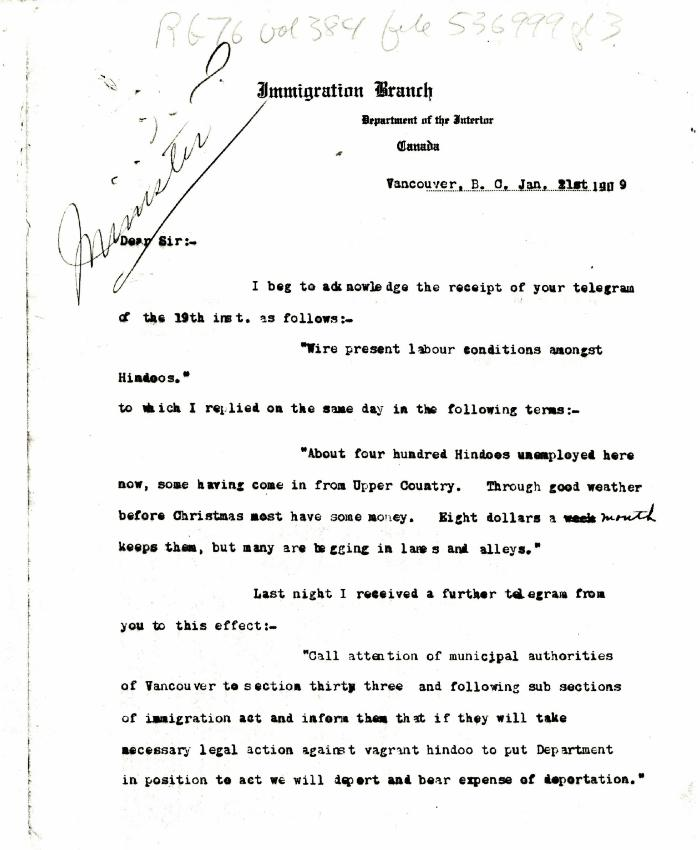 RG76 vol 384 file 536999 pt 3
Minister
Immigration Branch
Department of the Interior
Canada
Vancouver, B. C. Jan. 21st 1909
Dear Sir:-
I beg to acknowledge the receipt of your telegram
of the 19th inst. as follows:-
"Wire present labour conditions amongst
Hindoos."
to which I replied on the same day in the following terms:-
"About four hundred Hindoes unemployed here
now, some having come in from Upper Country. Through good weather
before Christmas most have some money. Eight dollars a week month
keeps them, but many are begging in lanes and alleys."
Last night I received a further telegram from
you to this effect:-
"Call attention of municipal authorities
of Vancouver to section thirty three and following sub sections
of immigration act and inform them that if they will take
necessary legal action against vagrant hindoo to put Department
in position to act we will deport and bear expense of deportation."